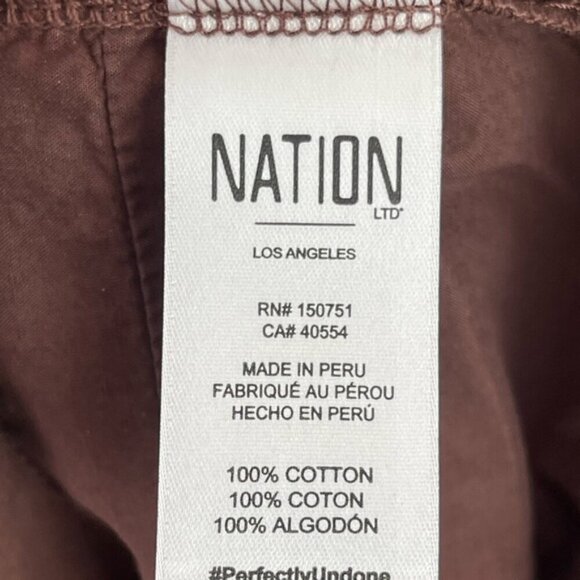 NATION
LTD*
LOS ANGELES
RN# 150751
CA# 40554
MADE IN PERU
FABRIQUÉ AU PÉROU
HECHO EN PERÚ
100% COTTON
100% COTON
100% ALGODÓN
#PerfectlyUndone